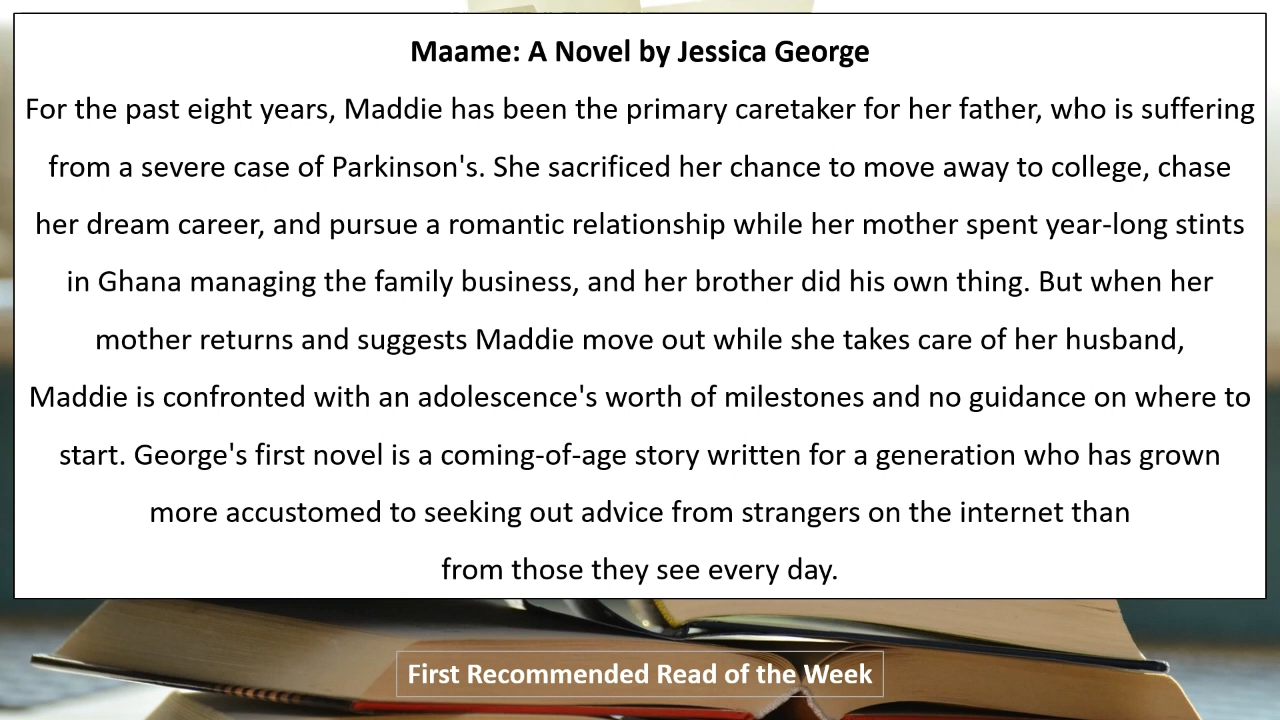 Maame: A Novel by Jessica George
For the past eight years, Maddie has been the primary caretaker for her father, who is suffering
from a severe case of Parkinson's. She sacrificed her chance to move away to college, chase
her dream career, and pursue a romantic relationship while her mother spent year-long stints
in Ghana managing the family business, and her brother did his own thing. But when her
mother returns and suggests Maddie move out while she takes care of her husband,
Maddie is confronted with an adolescence's worth of milestones and no guidance on where to
start. George's first novel is a coming-of-age story written for a generation who has grown
more accustomed to seeking out advice from strangers on the internet than
from those they see every day.
First Recommended Read of the Week